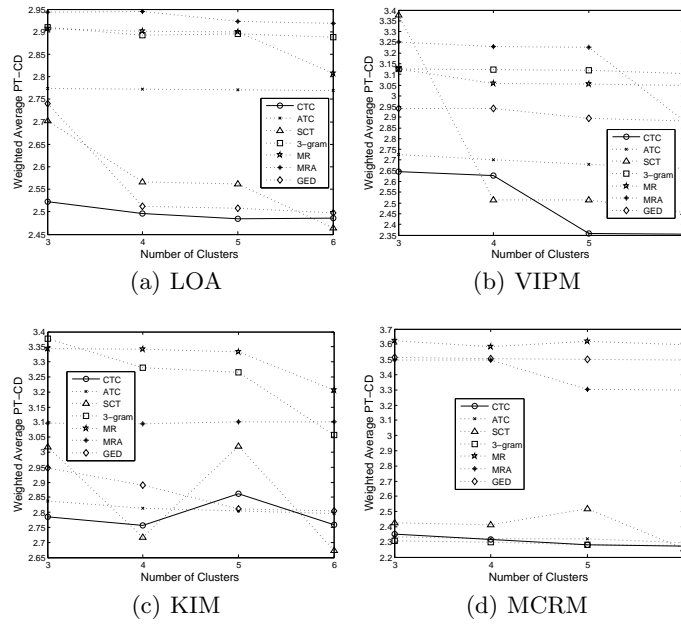 2.95
2.9
2.85
2.8
2.75
2.7
2.65
2.6
2.55
2.5
2.45
Weighted Average PT−CD
3 4 5 6
Number of Clusters
CTC
ATC
SCT
3−gram
MR
MRA
GED
(a) LOA
3.4
3.35
3.3
3.25
3.2
3.15
3.1
3.05
3
2.95
2.9
2.85
2.8
2.75
2.7
2.65
2.6
2.55
2.5
2.45
2.4
2.35
Weighted Average PT−CD
3 4 5
Number of Clusters
CTC
ATC
SCT
3−gram
MR
MRA
GED
(b) VIPM
3.4
3.35
3.3
3.25
3.2
3.15
3.1
3.05
3
2.95
2.9
2.85
2.8
2.75
2.7
2.65
Weighted Average PT−CD
3 4 5 6
Number of Clusters
CTC
ATC
SCT
3−gram
MR
MRA
GED
(c) KIM
3.7
3.6
3.5
3.4
3.3
3.2
3.1
3
2.9
2.8
2.7
2.6
2.5
2.4
2.3
2.2
Weighted Average PT−CD
3 4 5
Number of Clusters
CTC
ATC
SCT
3−gram
MR
MRA
GED
(d) MCRM